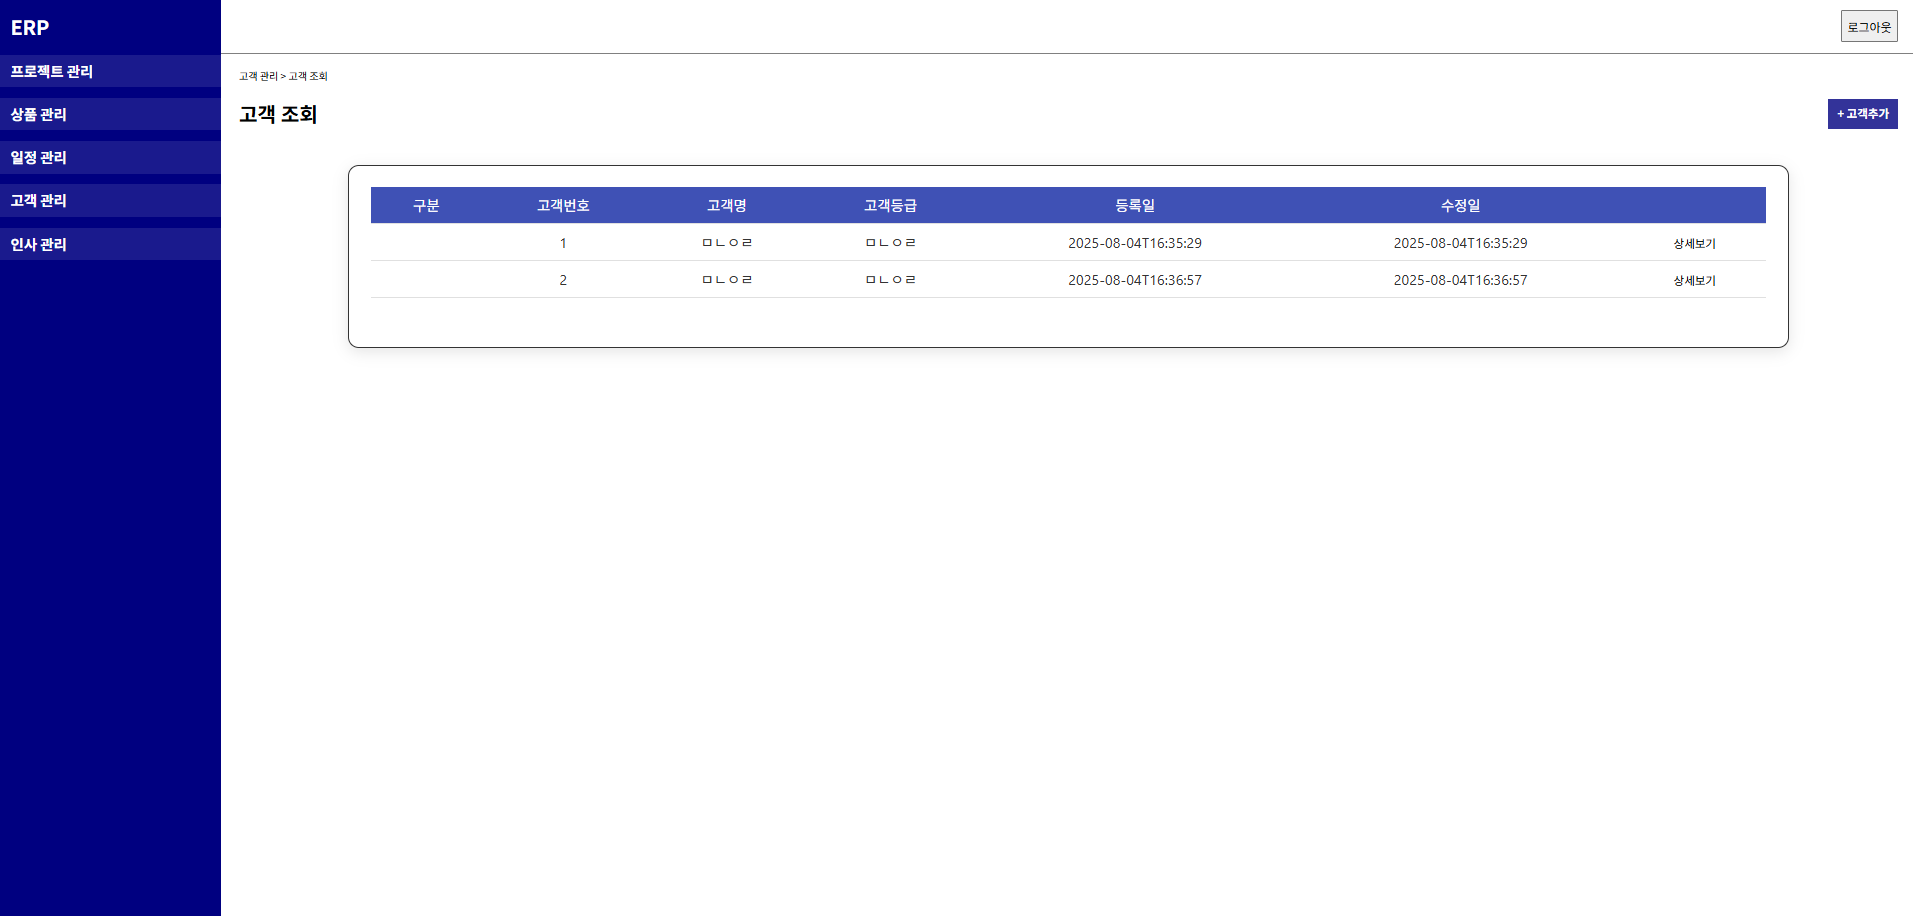 ERP
로그아웃
프로젝트 관리
상품 관리
일정 관리
고객 관리
인사 관리
고객 관리 > 고객 조회
고객 조회
+ 고객추가
구분 고객번호 고객명 고객등급 등록일 수정일
1 ㅁㄴㅇㄹ ㅁㄴㅇㄹ 2025-08-04T16:35:29 2025-08-04T16:35:29 상세보기
2 ㅁㄴㅇㄹ ㅁㄴㅇㄹ 2025-08-04T16:36:57 2025-08-04T16:36:57 상세보기